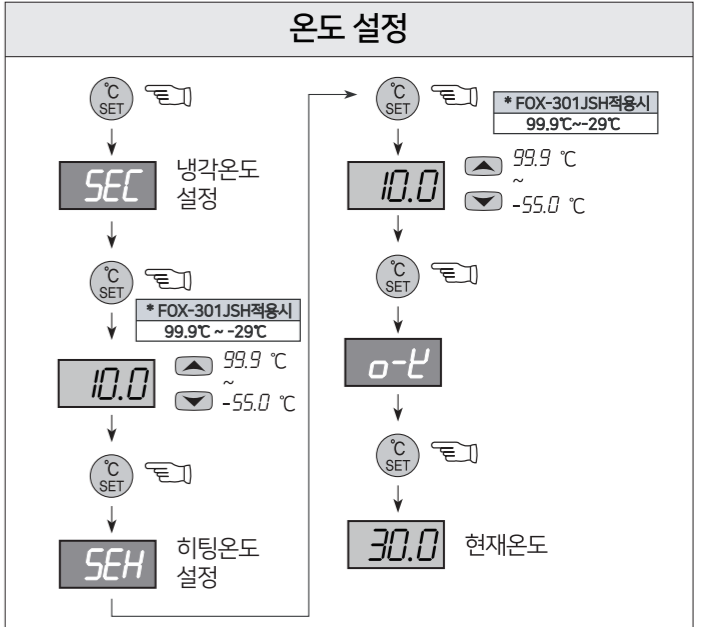 온도 설정
℃
SET
SEC
냉각온도
설정
℃
SET
* FOX-301JSH적용시
99.9℃ ~ -29℃
10.0
99.9 ℃
~
-55.0 ℃
℃
SET
SEH
히팅온도
설정
℃
SET
* FOX-301JSH적용시
99.9℃~-29℃
10.0
99.9 ℃
~
-55.0 ℃
℃
SET
o-t
℃
SET
30.0
현재온도